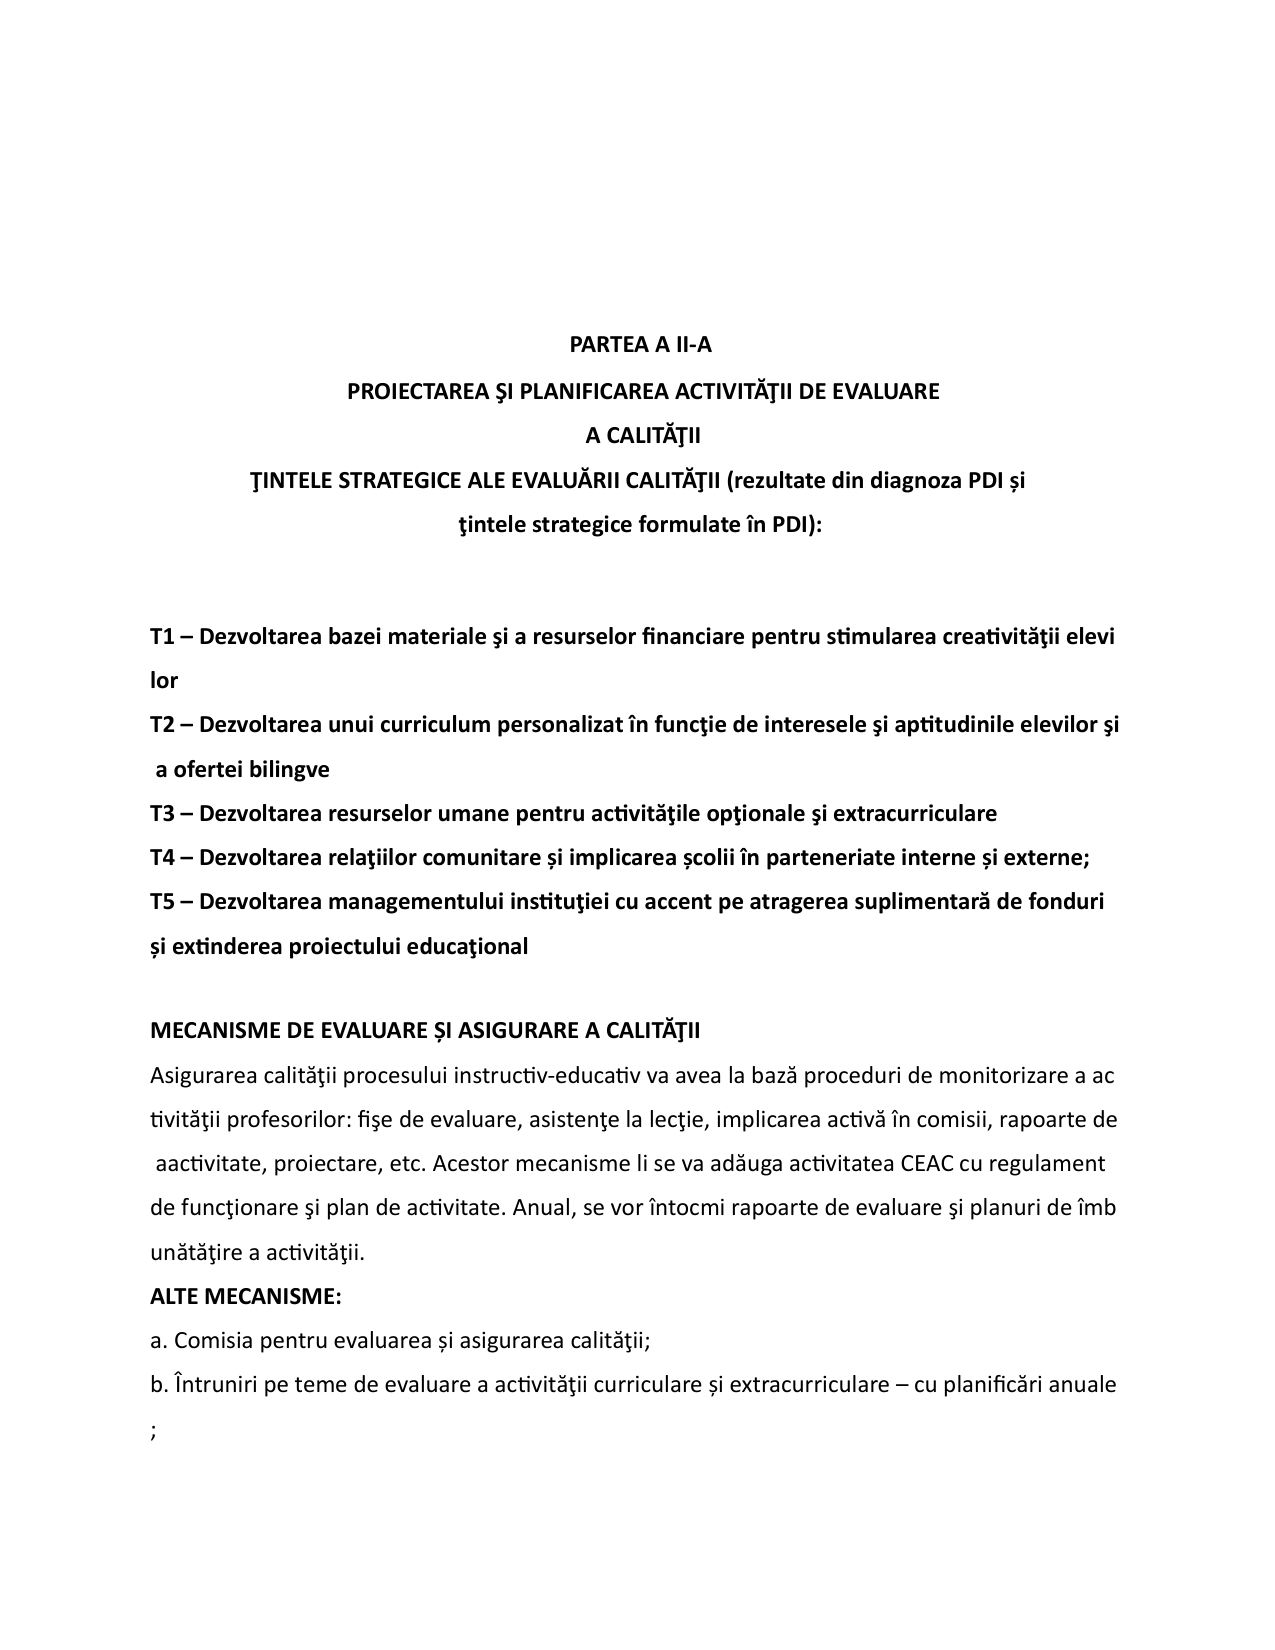 PARTEA A II-A
PROIECTAREA ŞI PLANIFICAREA ACTIVITĂŢII DE EVALUARE
A CALITĂŢII
ŢINTELE STRATEGICE ALE EVALUĂRII CALITĂŢII (rezultate din diagnoza PDI și
ţintele strategice formulate în PDI):
T1 – Dezvoltarea bazei materiale şi a resurselor financiare pentru stimularea creativităţii elevi
lor
T2 – Dezvoltarea unui curriculum personalizat în funcţie de interesele şi aptitudinile elevilor şi
a ofertei bilingve
T3 – Dezvoltarea resurselor umane pentru activităţile opţionale şi extracurriculare
T4 – Dezvoltarea relaţiilor comunitare și implicarea școlii în parteneriate interne și externe;
T5 – Dezvoltarea managementului instituţiei cu accent pe atragerea suplimentară de fonduri
și extinderea proiectului educaţional
MECANISME DE EVALUARE ȘI ASIGURARE A CALITĂŢII
Asigurarea calităţii procesului instructiv-educativ va avea la bază proceduri de monitorizare a ac
tivităţii profesorilor: fişe de evaluare, asistenţe la lecţie, implicarea activă în comisii, rapoarte de
aactivitate, proiectare, etc. Acestor mecanisme li se va adăuga activitatea CEAC cu regulament
de funcţionare şi plan de activitate. Anual, se vor întocmi rapoarte de evaluare şi planuri de îmb
unătăţire a activităţii.
ALTE MECANISME:
a. Comisia pentru evaluarea și asigurarea calităţii;
b. Întruniri pe teme de evaluare a activităţii curriculare și extracurriculare – cu planificări anuale
;